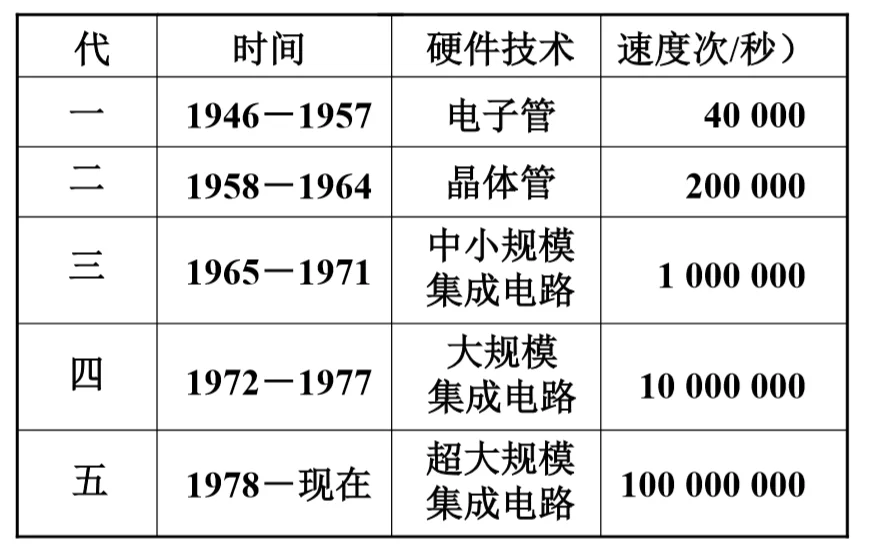 代 时间 硬件技术 速度次/秒）
一 1946－1957 电子管 40 000
二 1958－1964 晶体管 200 000
三 1965－1971 中小规模
集成电路 1 000 000
四 1972－1977 大规模
集成电路 10 000 000
五 1978－现在 超大规模
集成电路 100 000 000